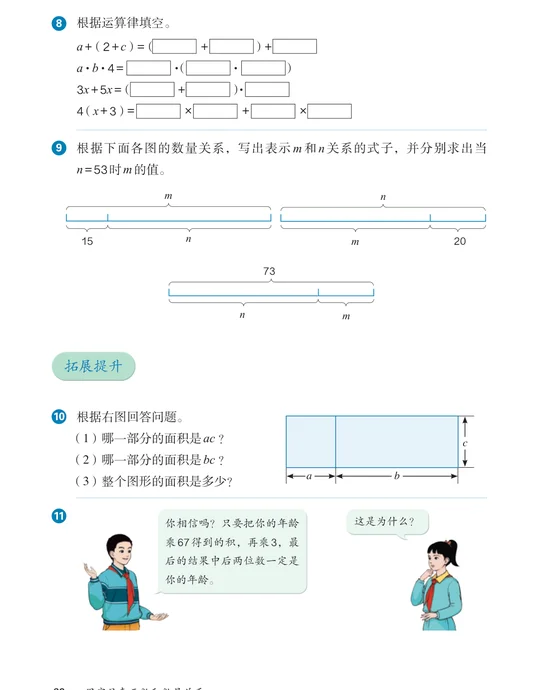 8 根据运算律填空。
a+(2+c)=(□+□)+□
a·b·4=□·(□·□)
3x+5x=(□+□)·□
4(x+3)=□×□+□×□
9 根据下面各图的数量关系，写出表示m和n关系的式子，并分别求出当
n=53时m的值。
m
15 n
n
m 20
73
n m
拓展提升
10 根据右图回答问题。
(1)哪一部分的面积是ac?
(2)哪一部分的面积是bc?
(3)整个图形的面积是多少?
c
a b
11
你相信吗？只要把你的年龄
乘67得到的积，再乘3，最
后的结果中后两位数一定是
你的年龄。
这是为什么？